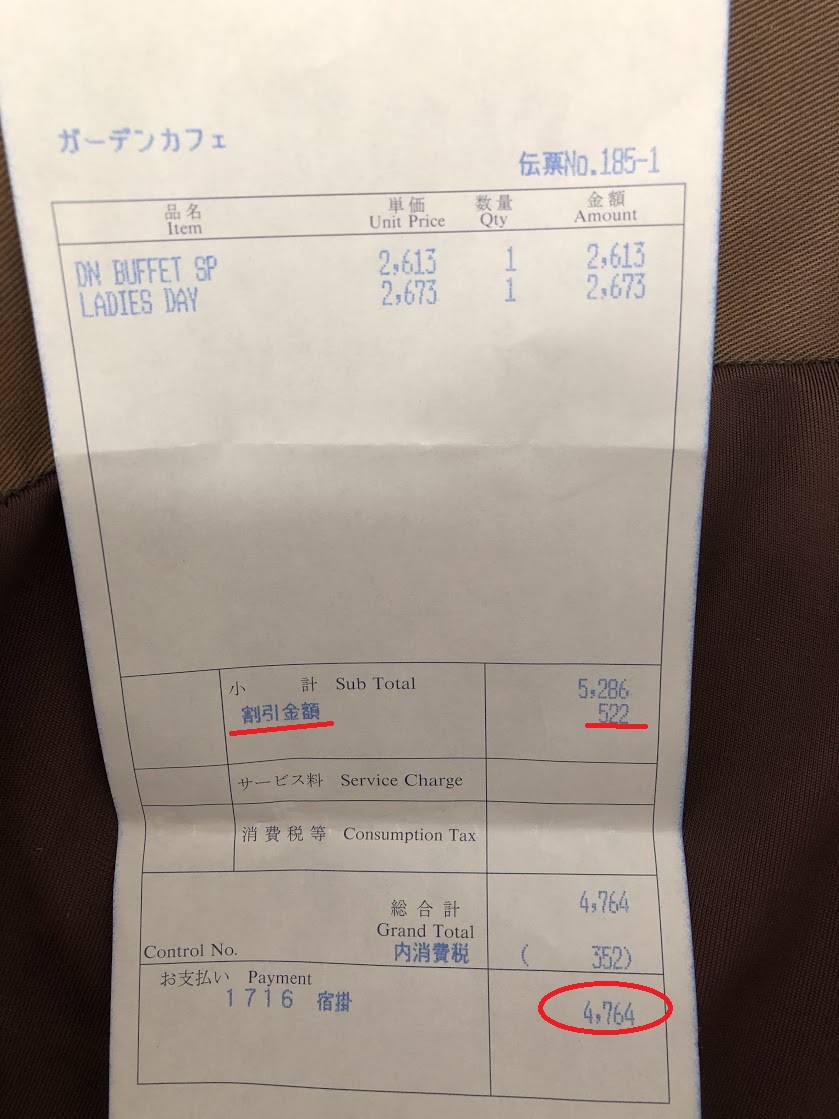 ガーデンカフェ
伝票No.185-1
品名 単価 数量 金額
Item Unit Price Qty Amount
DN BUFFET SP 2,613 1 2,613
LADIES DAY 2,673 1 2,673
小 計 Sub Total 5,286
割引金額 522
サービス料 Service Charge
消費税等 Consumption Tax
総合計 4,764
Grand Total
Control No. 内消費税 ( 352)
お支払い Payment
1716 宿掛 4,764